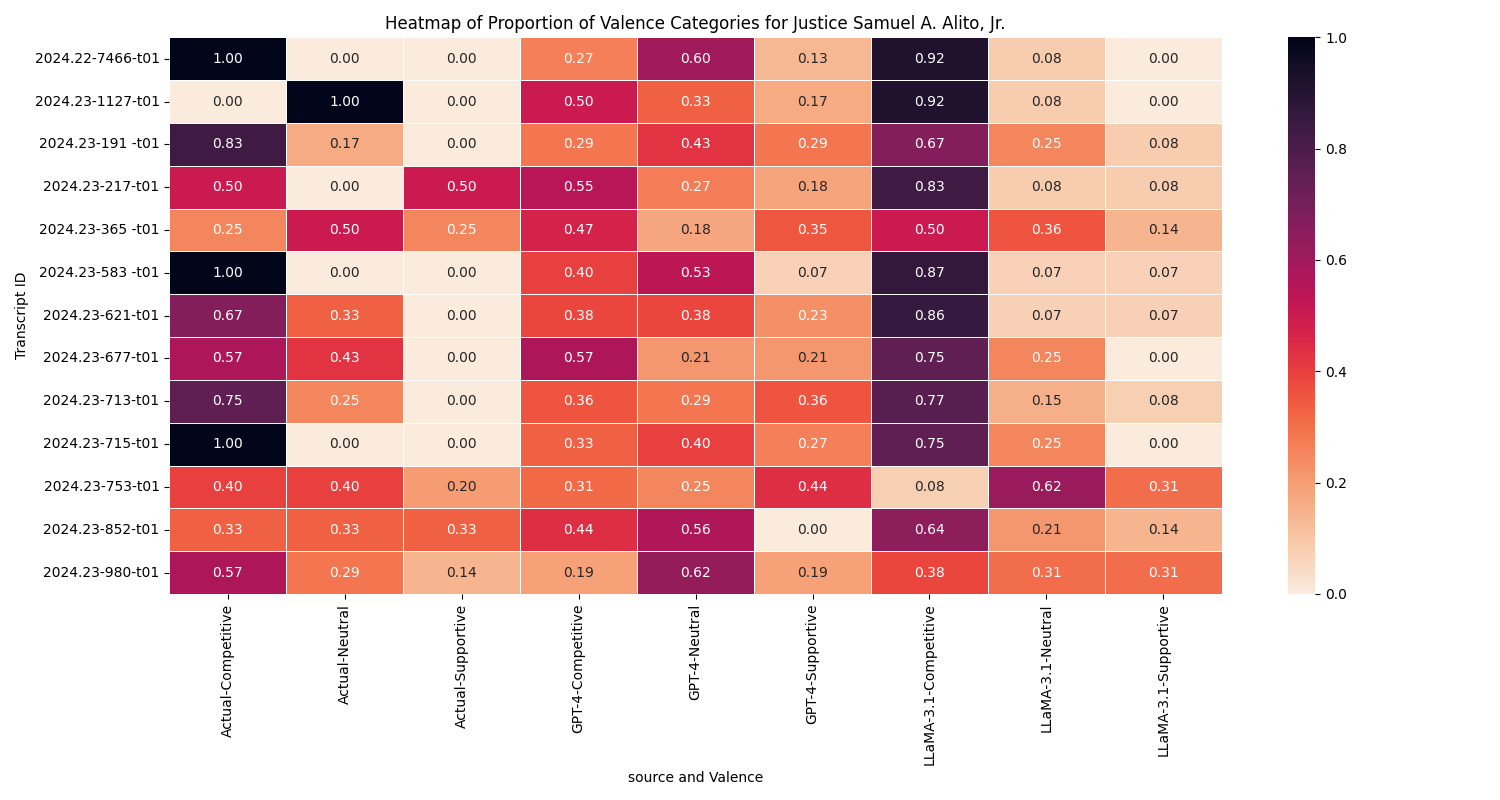 Heatmap of Proportion of Valence Categories for Justice Samuel A. Alito, Jr.
Transcript ID
2024.22-7466-t01 1.00 0.00 0.00 0.27 0.60 0.13 0.92 0.08 0.00
2024.23-1127-t01 0.00 1.00 0.00 0.50 0.33 0.17 0.92 0.08 0.00
2024.23-191 -t01 0.83 0.17 0.00 0.29 0.43 0.29 0.67 0.25 0.08
2024.23-217-t01 0.50 0.00 0.50 0.55 0.27 0.18 0.83 0.08 0.08
2024.23-365 -t01 0.25 0.50 0.25 0.47 0.18 0.35 0.50 0.36 0.14
2024.23-583 -t01 1.00 0.00 0.00 0.40 0.53 0.07 0.87 0.07 0.07
2024.23-621-t01 0.67 0.33 0.00 0.38 0.38 0.23 0.86 0.07 0.07
2024.23-677-t01 0.57 0.43 0.00 0.57 0.21 0.21 0.75 0.25 0.00
2024.23-713-t01 0.75 0.25 0.00 0.36 0.29 0.36 0.77 0.15 0.08
2024.23-715-t01 1.00 0.00 0.00 0.33 0.40 0.27 0.75 0.25 0.00
2024.23-753-t01 0.40 0.40 0.20 0.31 0.25 0.44 0.08 0.62 0.31
2024.23-852-t01 0.33 0.33 0.33 0.44 0.56 0.00 0.64 0.21 0.14
2024.23-980-t01 0.57 0.29 0.14 0.19 0.62 0.19 0.38 0.31 0.31
Actual-Competitive
Actual-Neutral
Actual-Supportive
GPT-4-Competitive
GPT-4-Neutral
GPT-4-Supportive
LLaMA-3.1-Competitive
LLaMA-3.1-Neutral
LLaMA-3.1-Supportive
source and Valence
1.0
0.8
0.6
0.4
0.2
0.0